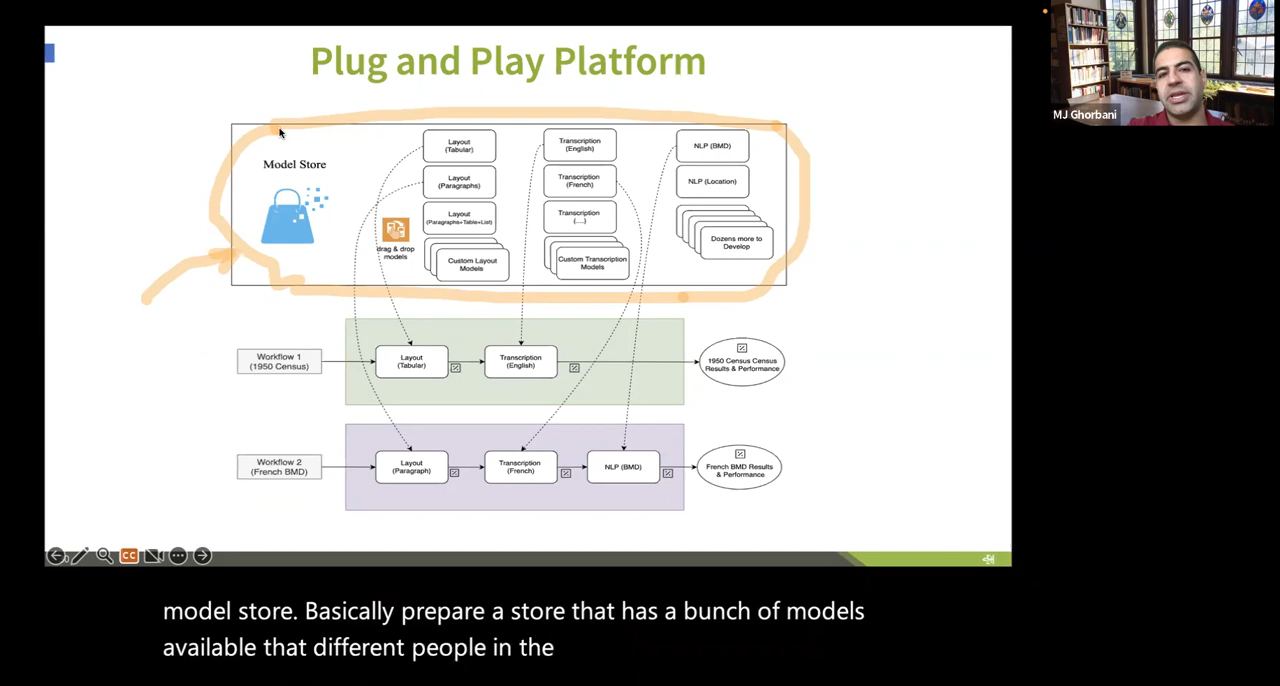 Plug and Play Platform
MJ Ghorbani
Model Store
drag & drop
models
Layout
(Tabular)
Layout
(Paragraphs)
Layout
(Paragraphs+Table+List)
Custom Layout
Models
Transcription
(English)
Transcription
(French)
Transcription
(....)
Custom Transcription
Models
NLP (BMD)
NLP (Location)
Dozens more to
Develop
Workflow 1
(1950 Census)
Layout
(Tabular)
Transcription
(English)
1950 Census Census
Results & Performance
Workflow 2
(French BMD)
Layout
(Paragraph)
Transcription
(French)
NLP (BMD)
French BMD Results
& Performance
CC
model store. Basically prepare a store that has a bunch of models
available that different people in the